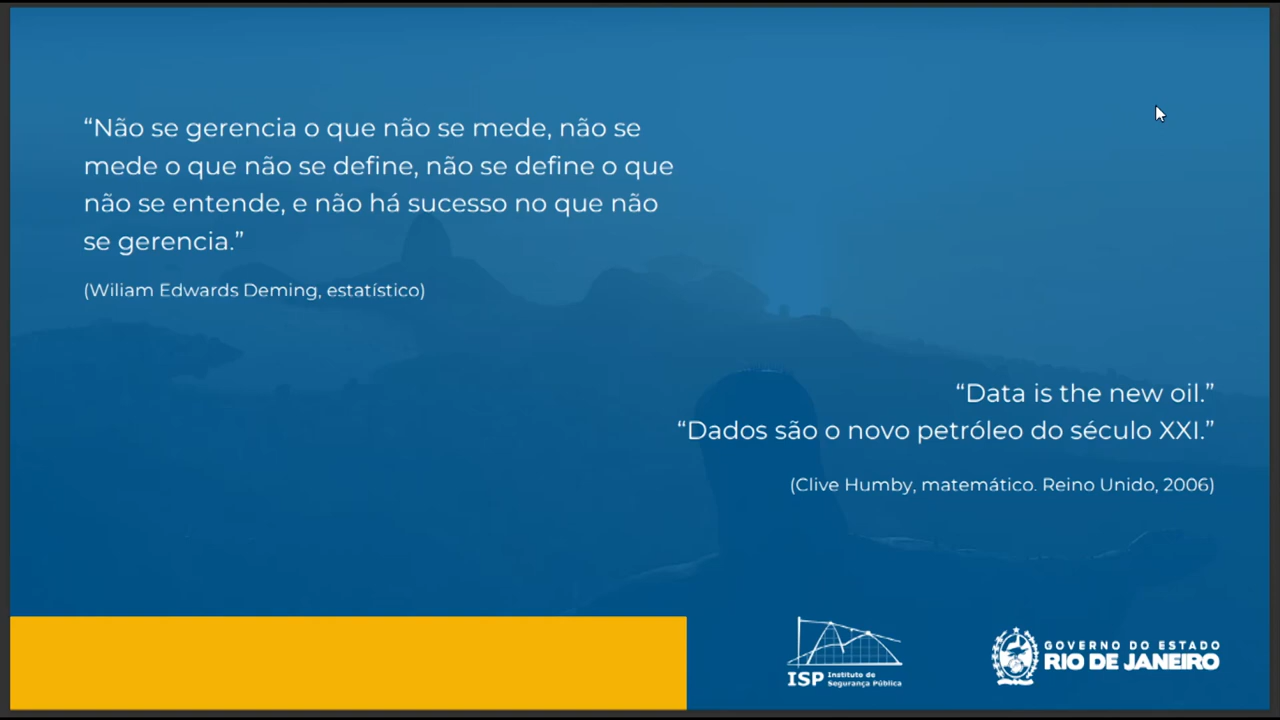 “Não se gerencia o que não se mede, não se
mede o que não se define, não se define o que
não se entende, e não há sucesso no que não
se gerencia.”
(Wiliam Edwards Deming, estatístico)
“Data is the new oil.”
“Dados são o novo petróleo do século XXI.”
(Clive Humby, matemático. Reino Unido, 2006)
ISP Instituto de
Segurança Pública
GOVERNO DO ESTADO
RIO DE JANEIRO